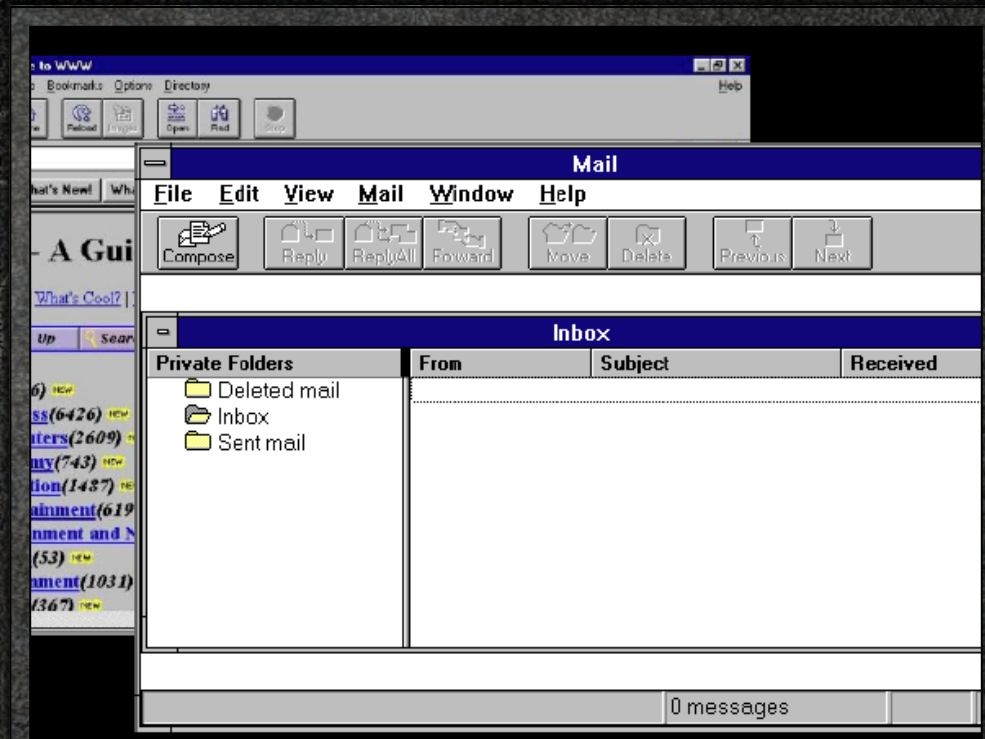 e to WWW
Bookmarks Options Directory Help
Reload Images Open Find Stop
Mail
File Edit View Mail Window Help
Compose Reply ReplyAll Forward Move Delete Previous Next
hat's New! Wha
- A Gui
What's Cool? |
Up Sear
Inbox
Private Folders From Subject Received
Deleted mail
Inbox
Sent mail
6) NEW
ss(6426) NEW
uters(2609)
my(743) NEW
tion(1487) NE
ainment(619
nment and N
(53) NEW
nment(1031)
(367) NEW
0 messages